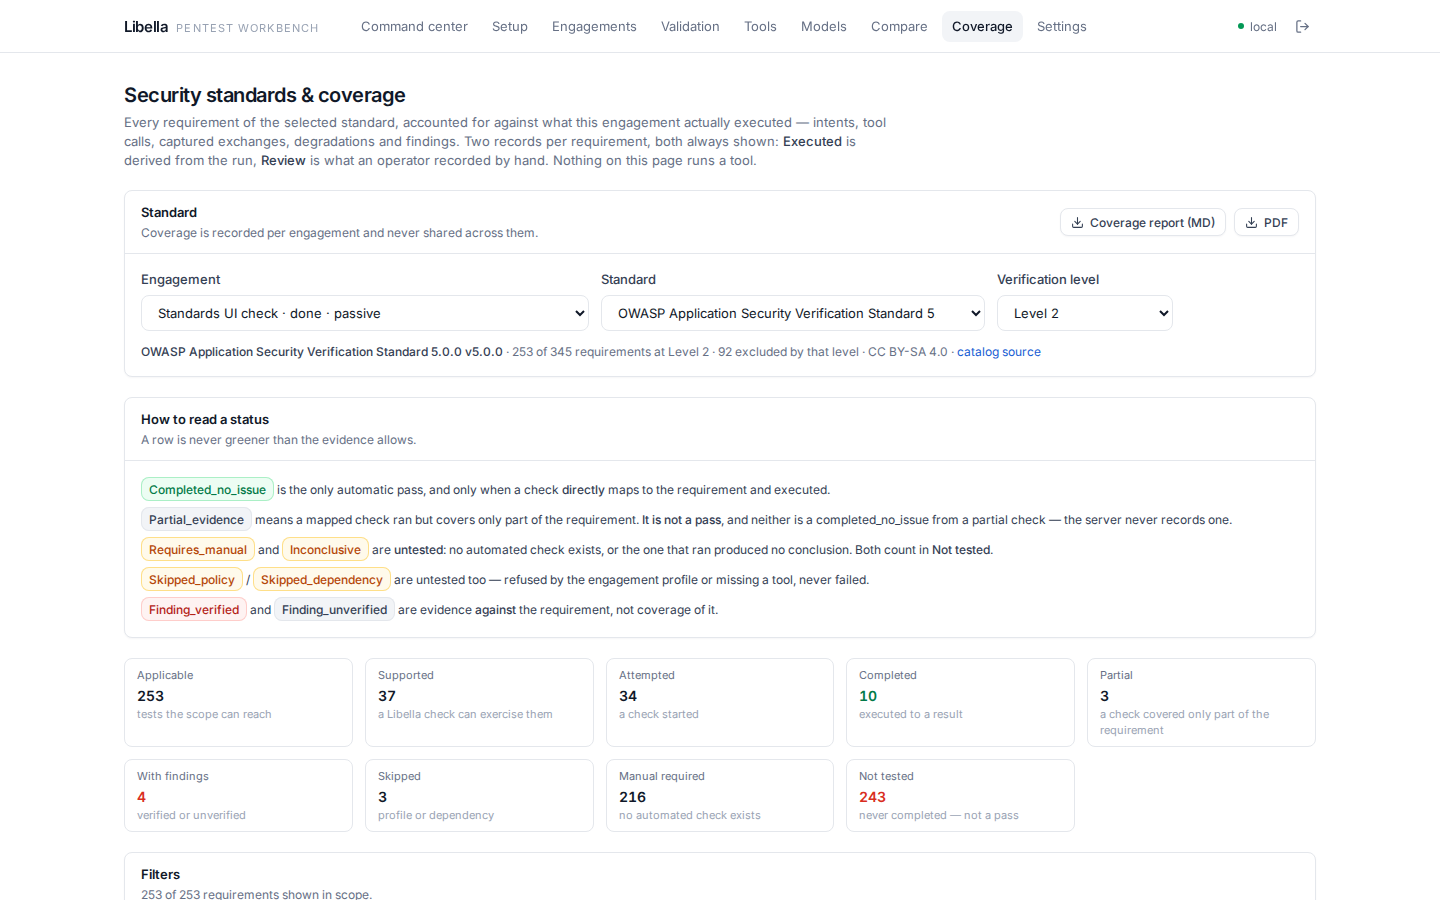 Libella PENTEST WORKBENCH Command center Setup Engagements Validation Tools Models Compare Coverage Settings local
Security standards & coverage
Every requirement of the selected standard, accounted for against what this engagement actually executed — intents, tool
calls, captured exchanges, degradations and findings. Two records per requirement, both always shown: Executed is
derived from the run, Review is what an operator recorded by hand. Nothing on this page runs a tool.
Standard
Coverage is recorded per engagement and never shared across them.
Coverage report (MD) PDF
Engagement Standard Verification level
Standards UI check · done · passive OWASP Application Security Verification Standard 5 Level 2
OWASP Application Security Verification Standard 5.0.0 v5.0.0 · 253 of 345 requirements at Level 2 · 92 excluded by that level · CC BY-SA 4.0 · catalog source
How to read a status
A row is never greener than the evidence allows.
Completed_no_issue is the only automatic pass, and only when a check directly maps to the requirement and executed.
Partial_evidence means a mapped check ran but covers only part of the requirement. It is not a pass, and neither is a completed_no_issue from a partial check — the server never records one.
Requires_manual and Inconclusive are untested: no automated check exists, or the one that ran produced no conclusion. Both count in Not tested.
Skipped_policy / Skipped_dependency are untested too — refused by the engagement profile or missing a tool, never failed.
Finding_verified and Finding_unverified are evidence against the requirement, not coverage of it.
Applicable
253
tests the scope can reach
Supported
37
a Libella check can exercise them
Attempted
34
a check started
Completed
10
executed to a result
Partial
3
a check covered only part of the
requirement
With findings
4
verified or unverified
Skipped
3
profile or dependency
Manual required
216
no automated check exists
Not tested
243
never completed — not a pass
Filters
253 of 253 requirements shown in scope.